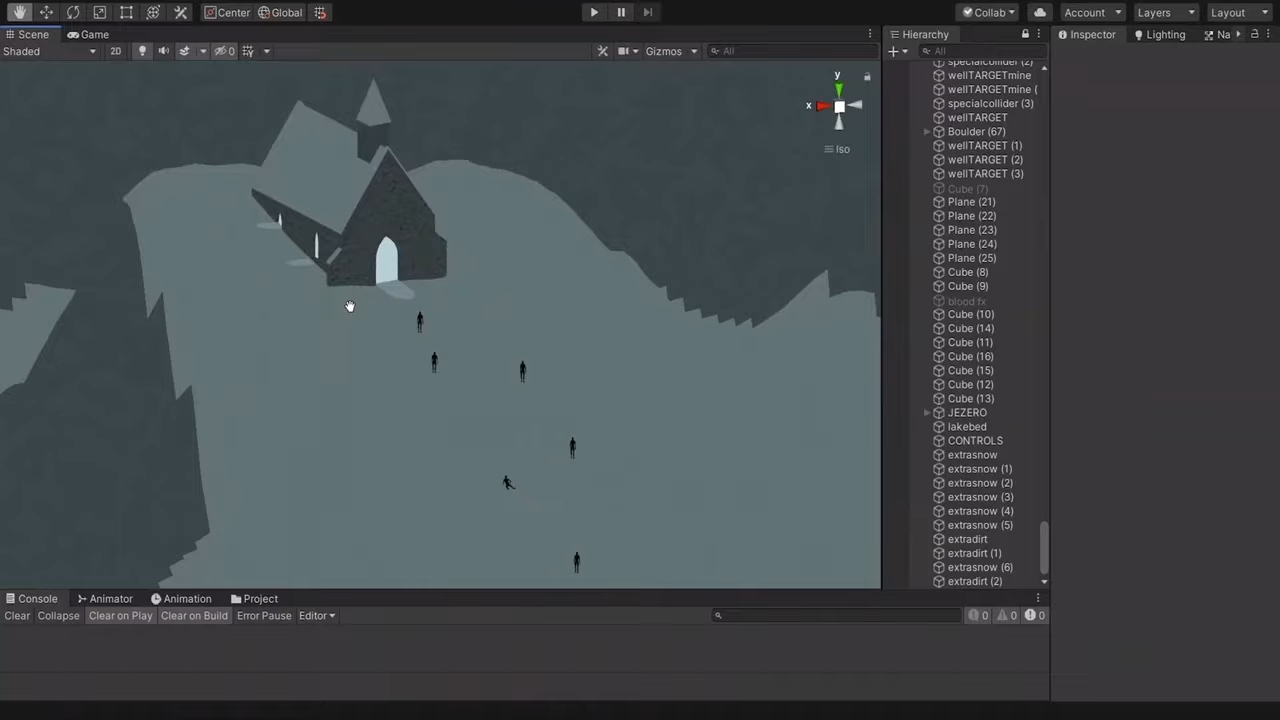 Center Global Collab Account Layers Layout
Scene Game Hierarchy Inspector Lighting Na
Shaded 2D 0 Gizmos All All
y
x
Iso
specialcollider (2)
wellTARGETmine
wellTARGETmine (
specialcollider (3)
wellTARGET
Boulder (67)
wellTARGET (1)
wellTARGET (2)
wellTARGET (3)
Cube (7)
Plane (21)
Plane (22)
Plane (23)
Plane (24)
Plane (25)
Cube (8)
Cube (9)
blood fx
Cube (10)
Cube (14)
Cube (11)
Cube (16)
Cube (15)
Cube (12)
Cube (13)
JEZERO
lakebed
CONTROLS
extrasnow
extrasnow (1)
extrasnow (2)
extrasnow (3)
extrasnow (4)
extrasnow (5)
extradirt
extradirt (1)
extrasnow (6)
extradirt (2)
Console Animator Animation Project
Clear Collapse Clear on Play Clear on Build Error Pause Editor 0 0 0